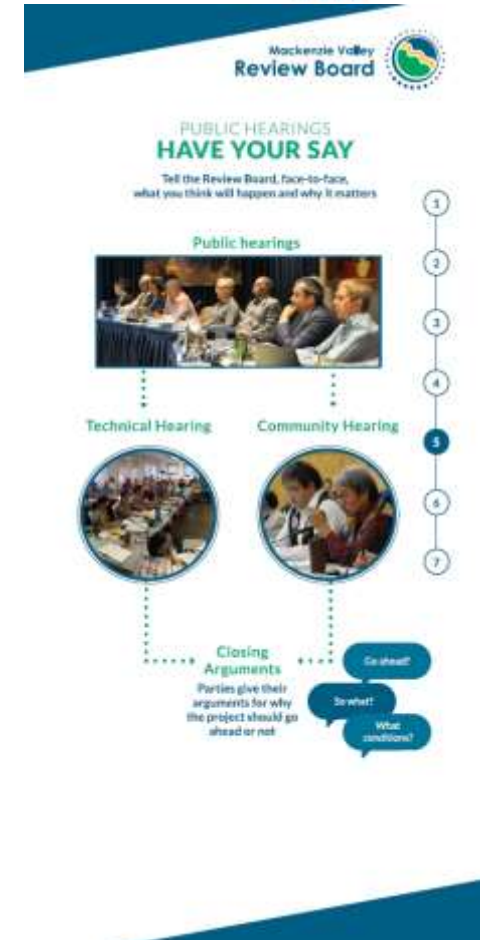 Mackenzie Valley
Review Board
PUBLIC HEARINGS
HAVE YOUR SAY
Tell the Review Board, face-to-face,
what you think will happen and why it matters
1
2
3
4
5
6
7
Public hearings
Technical Hearing
Community Hearing
Closing
Arguments
Parties give their
arguments for why
the project should go
ahead or not
Go ahead?
So what?
What
conditions?